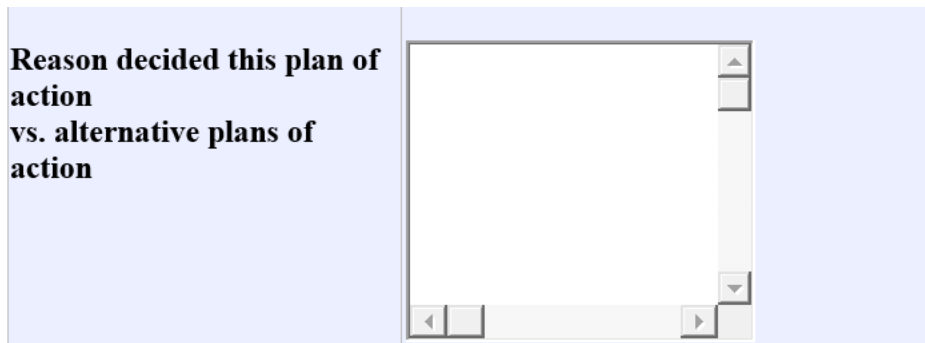 Reason decided this plan of
action
vs. alternative plans of
action